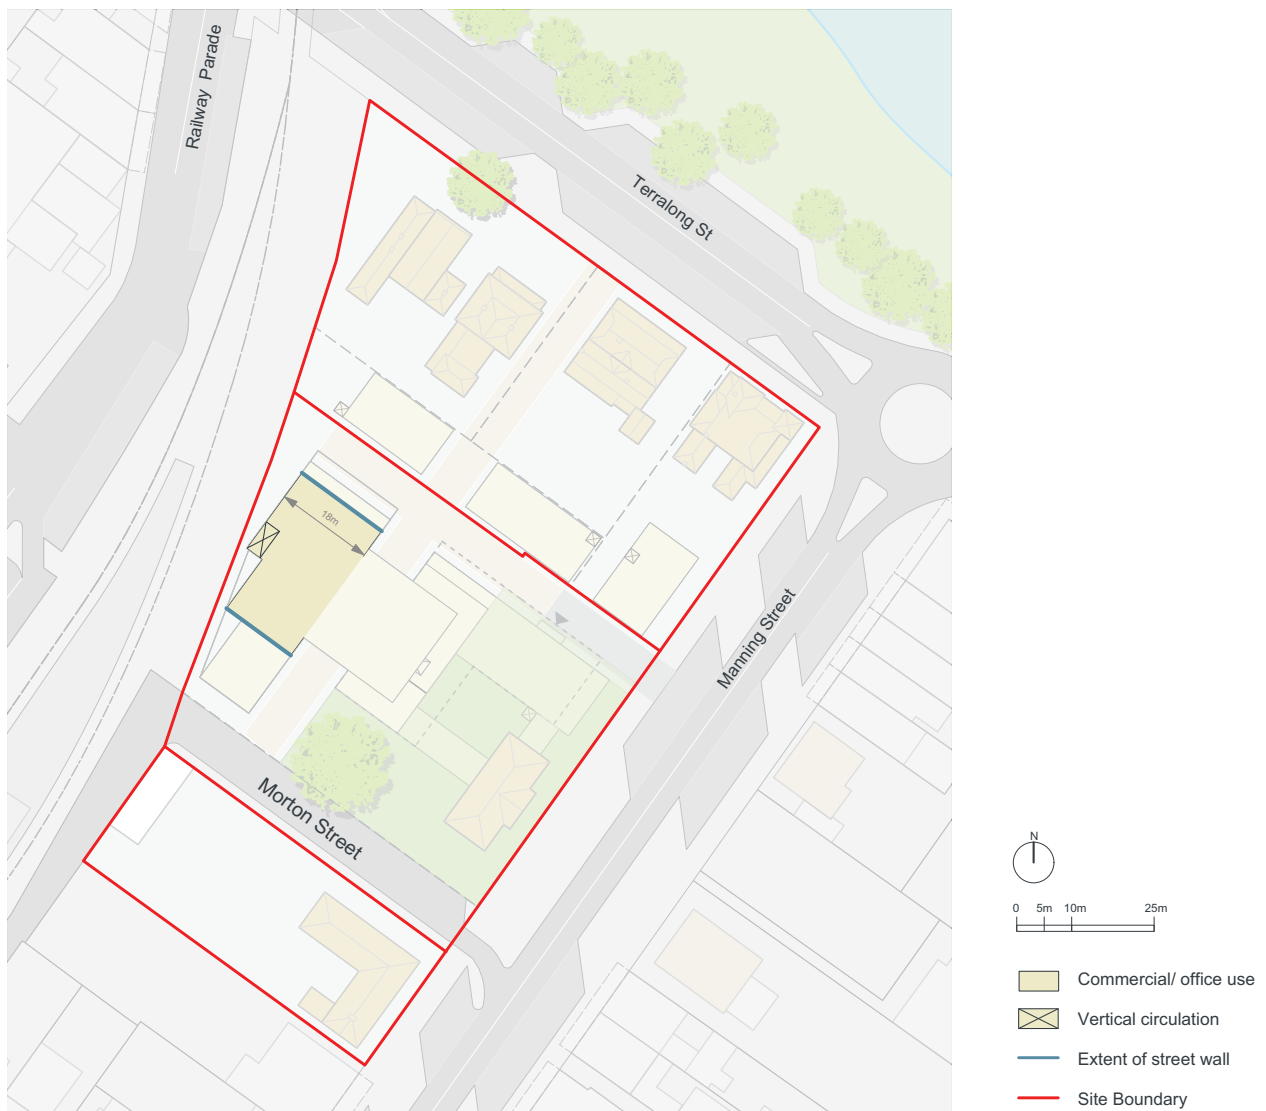 Railway Parade
Terralong St
18m
Manning Street
Morton Street
N
0 5m 10m 25m
Commercial/ office use
Vertical circulation
Extent of street wall
Site Boundary